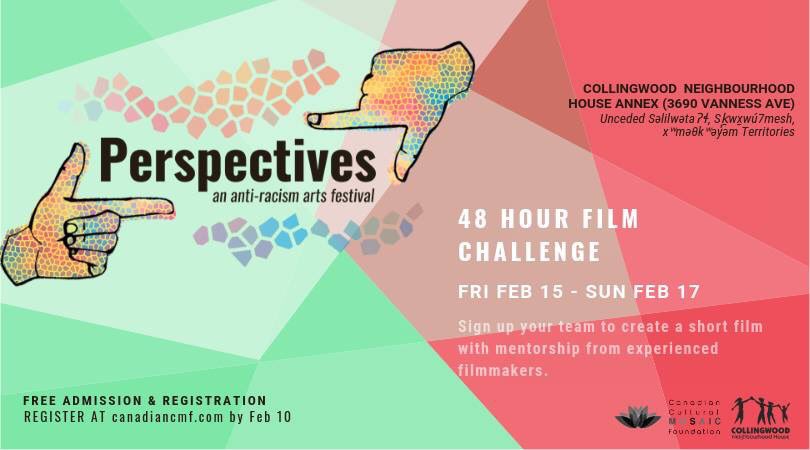 Perspectives
an anti-racism arts festival
COLLINGWOOD NEIGHBOURHOOD
HOUSE ANNEX (3690 VANNESS AVE)
Unceded Səlilwətaʔɬ, Sḵwx̱wú7mesh,
xʷməθkʷəy̓əm Territories
48 HOUR FILM
CHALLENGE
FRI FEB 15 - SUN FEB 17
Sign up your team to create a short film
with mentorship from experienced
filmmakers.
FREE ADMISSION & REGISTRATION
REGISTER AT canadiancmf.com by Feb 10
Canadian
Cultural
MOSAIC
Foundation
COLLINGWOOD
Neighbourhood House